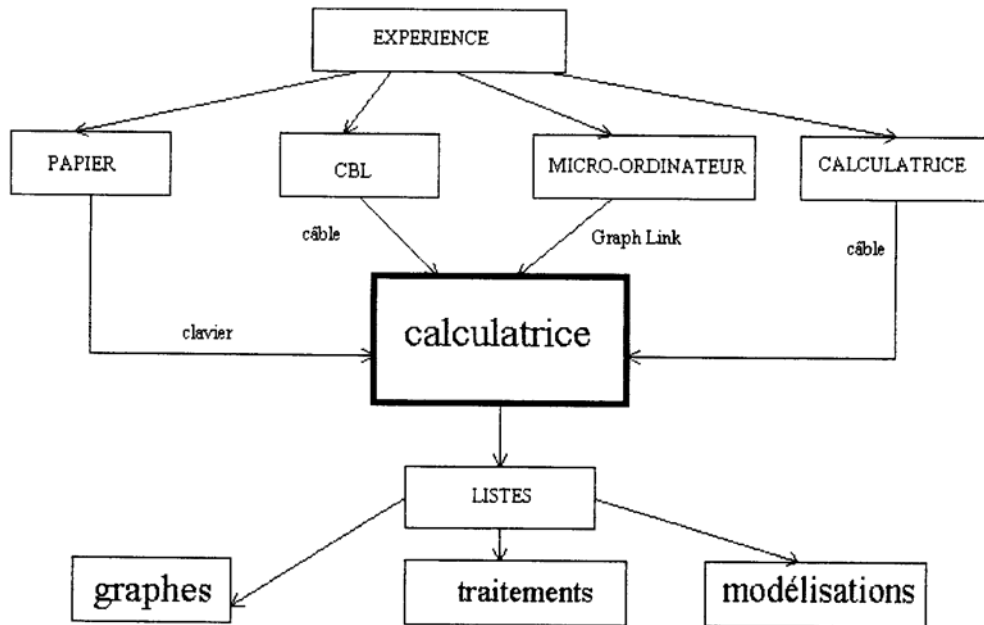 EXPERIENCE
PAPIER
CBL
MICRO-ORDINATEUR
CALCULATRICE
câble
Graph Link
câble
clavier
calculatrice
LISTES
graphes
traitements
modélisations